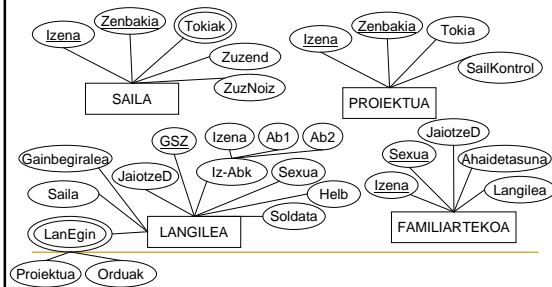 Izena
Zenbakia
Tokiak
Zuzend
ZuzNoiz
SAILA
Izena
Zenbakia
Tokia
SailKontrol
PROIEKTUA
Gainbegiralea
Saila
LanEgin
Proiektua
Orduak
JaiotzeD
GSZ
Izena
Ab1
Ab2
Iz-Abk
Sexua
Helb
Soldata
LANGILEA
Izena
Sexua
JaiotzeD
Ahaidetasuna
Langilea
FAMILIARTEKOA